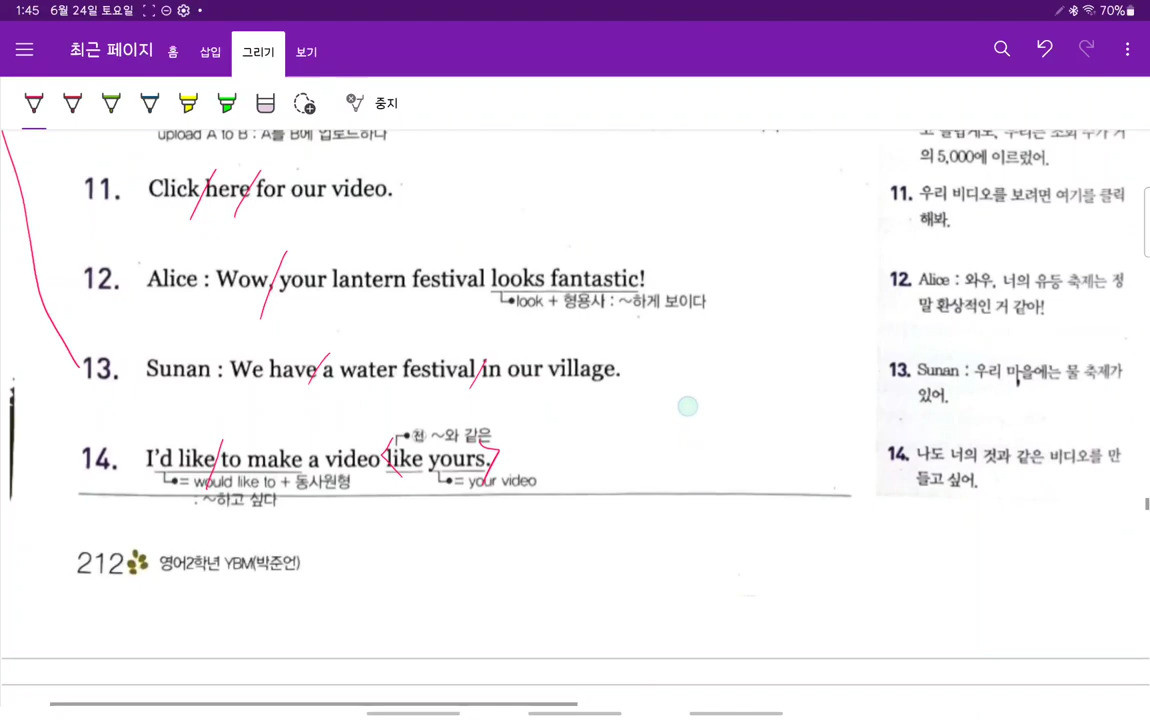 1:45 6월 24일 토요일 70%
최근 페이지 홈 삽입 그리기 보기
중지
upload A to B : A를 B에 업로드하다
의 5,000에 이르렀어.
11. Click here for our video.
11. 우리 비디오를 보려면 여기를 클릭
해봐.
12. Alice : Wow, your lantern festival looks fantastic!
look + 형용사 : ~하게 보이다
12. Alice : 와우, 너의 유등 축제는 정
말 환상적인 거 같아!
13. Sunan : We have a water festival in our village.
13. Sunan : 우리 마을에는 물 축제가
있어.
전 ~와 같은
14. I'd like to make a video like yours.
= would like to + 동사원형
: ~하고 싶다
= your video
14. 나도 너의 것과 같은 비디오를 만
들고 싶어.
212 영어2학년 YBM(박준언)